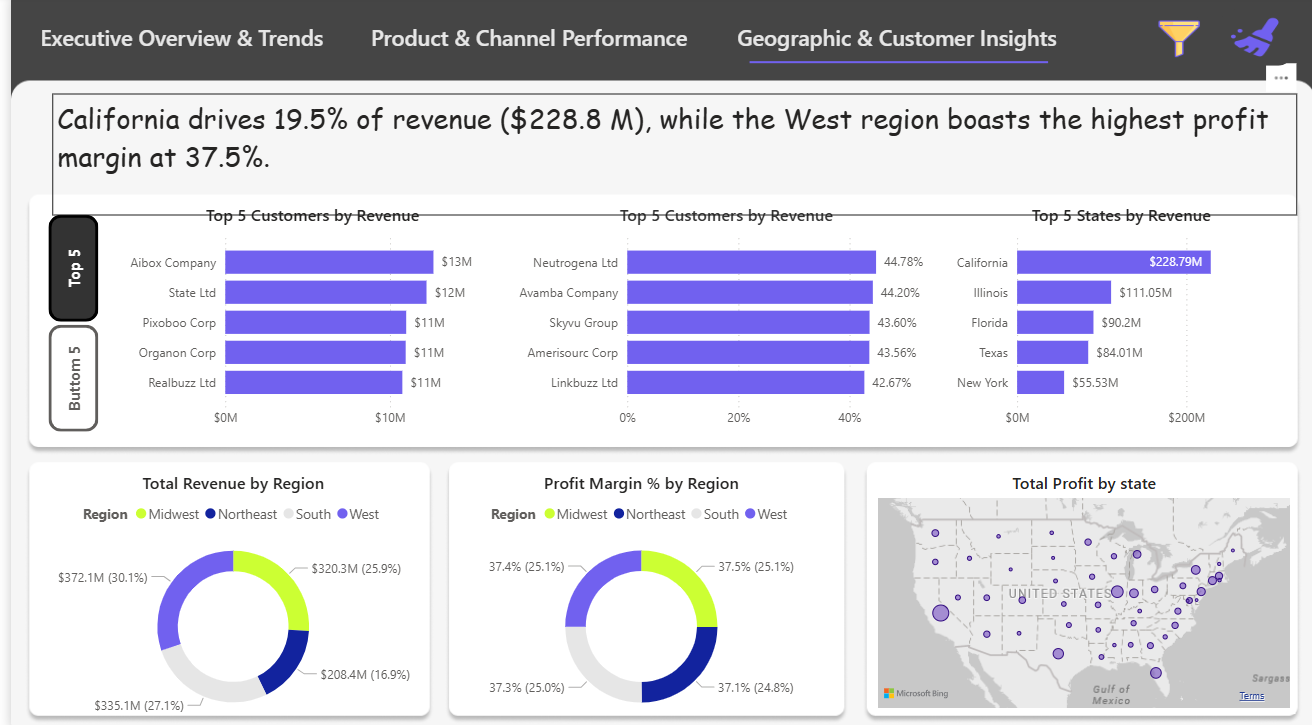 Executive Overview & Trends
Product & Channel Performance
Geographic & Customer Insights
California drives 19.5% of revenue ($228.8 M), while the West region boasts the highest profit
margin at 37.5%.
Top 5
Buttom 5
Top 5 Customers by Revenue
Aibox Company $13M
State Ltd $12M
Pixoboo Corp $11M
Organon Corp $11M
Realbuzz Ltd $11M
$0M $10M
Top 5 Customers by Revenue
Neutrogena Ltd 44.78%
Avamba Company 44.20%
Skyvu Group 43.60%
Amerisourc Corp 43.56%
Linkbuzz Ltd 42.67%
0% 20% 40%
Top 5 States by Revenue
California $228.79M
Illinois $111.05M
Florida $90.2M
Texas $84.01M
New York $55.53M
$0M $200M
Total Revenue by Region
Region Midwest Northeast South West
$372.1M (30.1%)
$320.3M (25.9%)
$208.4M (16.9%)
$335.1M (27.1%)
Profit Margin % by Region
Region Midwest Northeast South West
37.4% (25.1%)
37.5% (25.1%)
37.3% (25.0%)
37.1% (24.8%)
Total Profit by state
UNITED STATES
Gulf of
Mexico
Sargass
Microsoft Bing
Terms